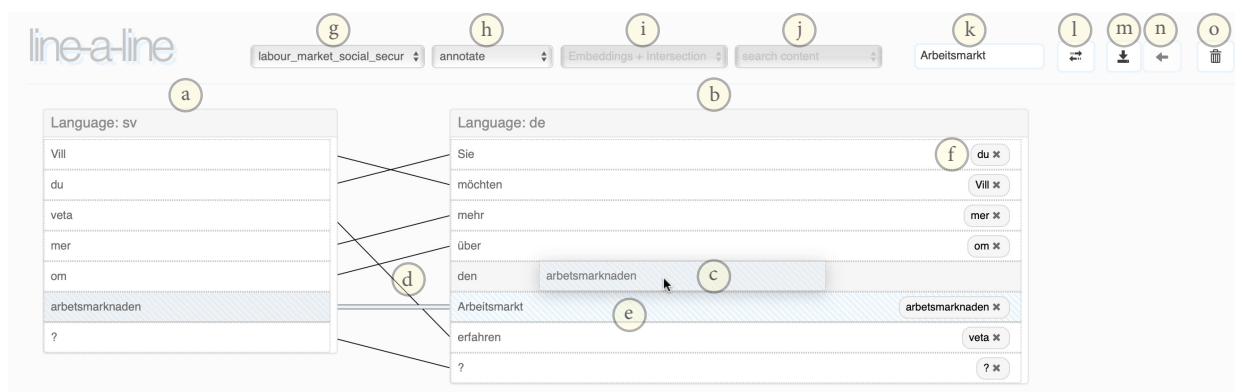 line-a-line
g h i j k l m n o
labour_market_social_secur annotate Embeddings + Intersection search content Arbeitsmarkt
a b
Language: sv Language: de
Vill Sie f du ✖
du möchten Vill ✖
veta mehr mer ✖
mer über om ✖
om d den arbetsmarknaden c
arbetsmarknaden Arbeitsmarkt e arbetsmarknaden ✖
? erfahren veta ✖
? ? ✖